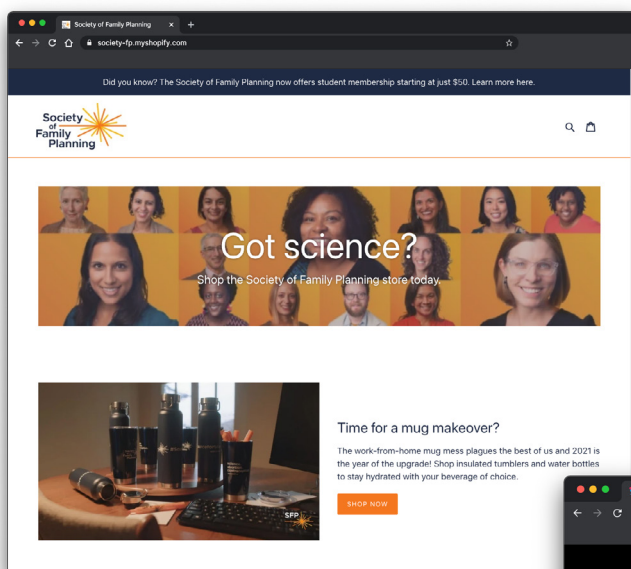 Society of Family Planning
society-fp.myshopify.com
Did you know? The Society of Family Planning now offers student membership starting at just $50. Learn more here.
Society
of
Family
Planning
Got science?
Shop the Society of Family Planning store today.
Time for a mug makeover?
The work-from-home mug mess plagues the best of us and 2021 is
the year of the upgrade! Shop insulated tumblers and water bottles
to stay hydrated with your beverage of choice.
SHOP NOW
SFP